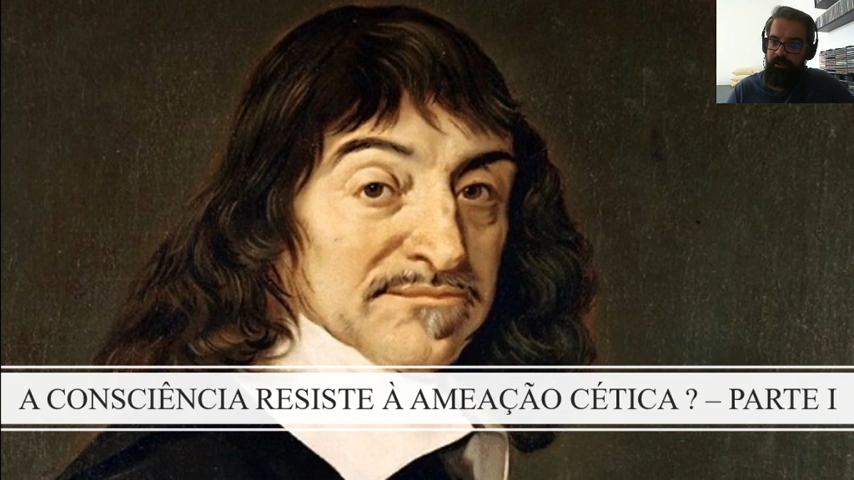 A CONSCIÊNCIA RESISTE À AMEAÇÃO CÉTICA ? – PARTE I